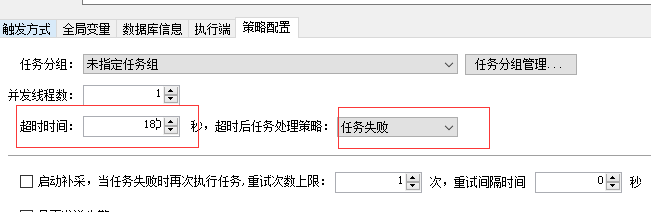 触发方式 全局变量 数据库信息 执行端 策略配置
任务分组： 未指定任务组 任务分组管理...
并发线程数： 1
超时时间： 180 秒，超时后任务处理策略： 任务失败
启动补采，当任务失败时再次执行任务,重试次数上限： 1 次，重试间隔时间 0 秒